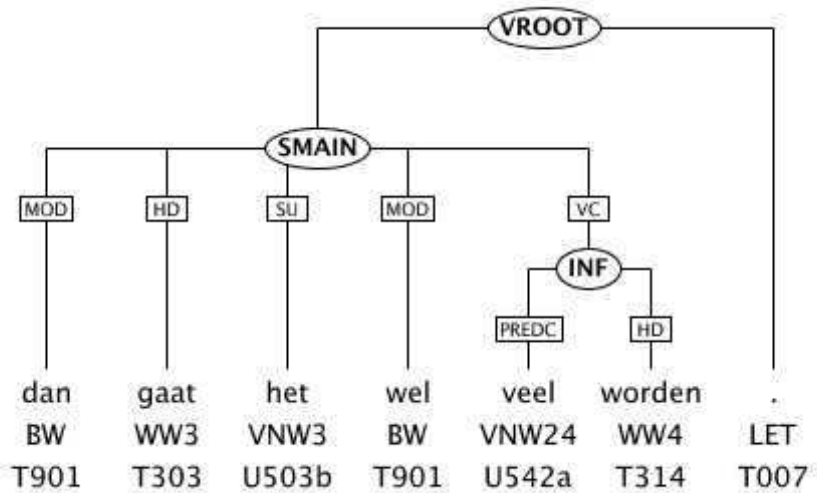 VROOT
SMAIN
MOD HD SU MOD VC
INF
PREDC HD
dan gaat het wel veel worden .
BW WW3 VNW3 BW VNW24 WW4 LET
T901 T303 U503b T901 U542a T314 T007